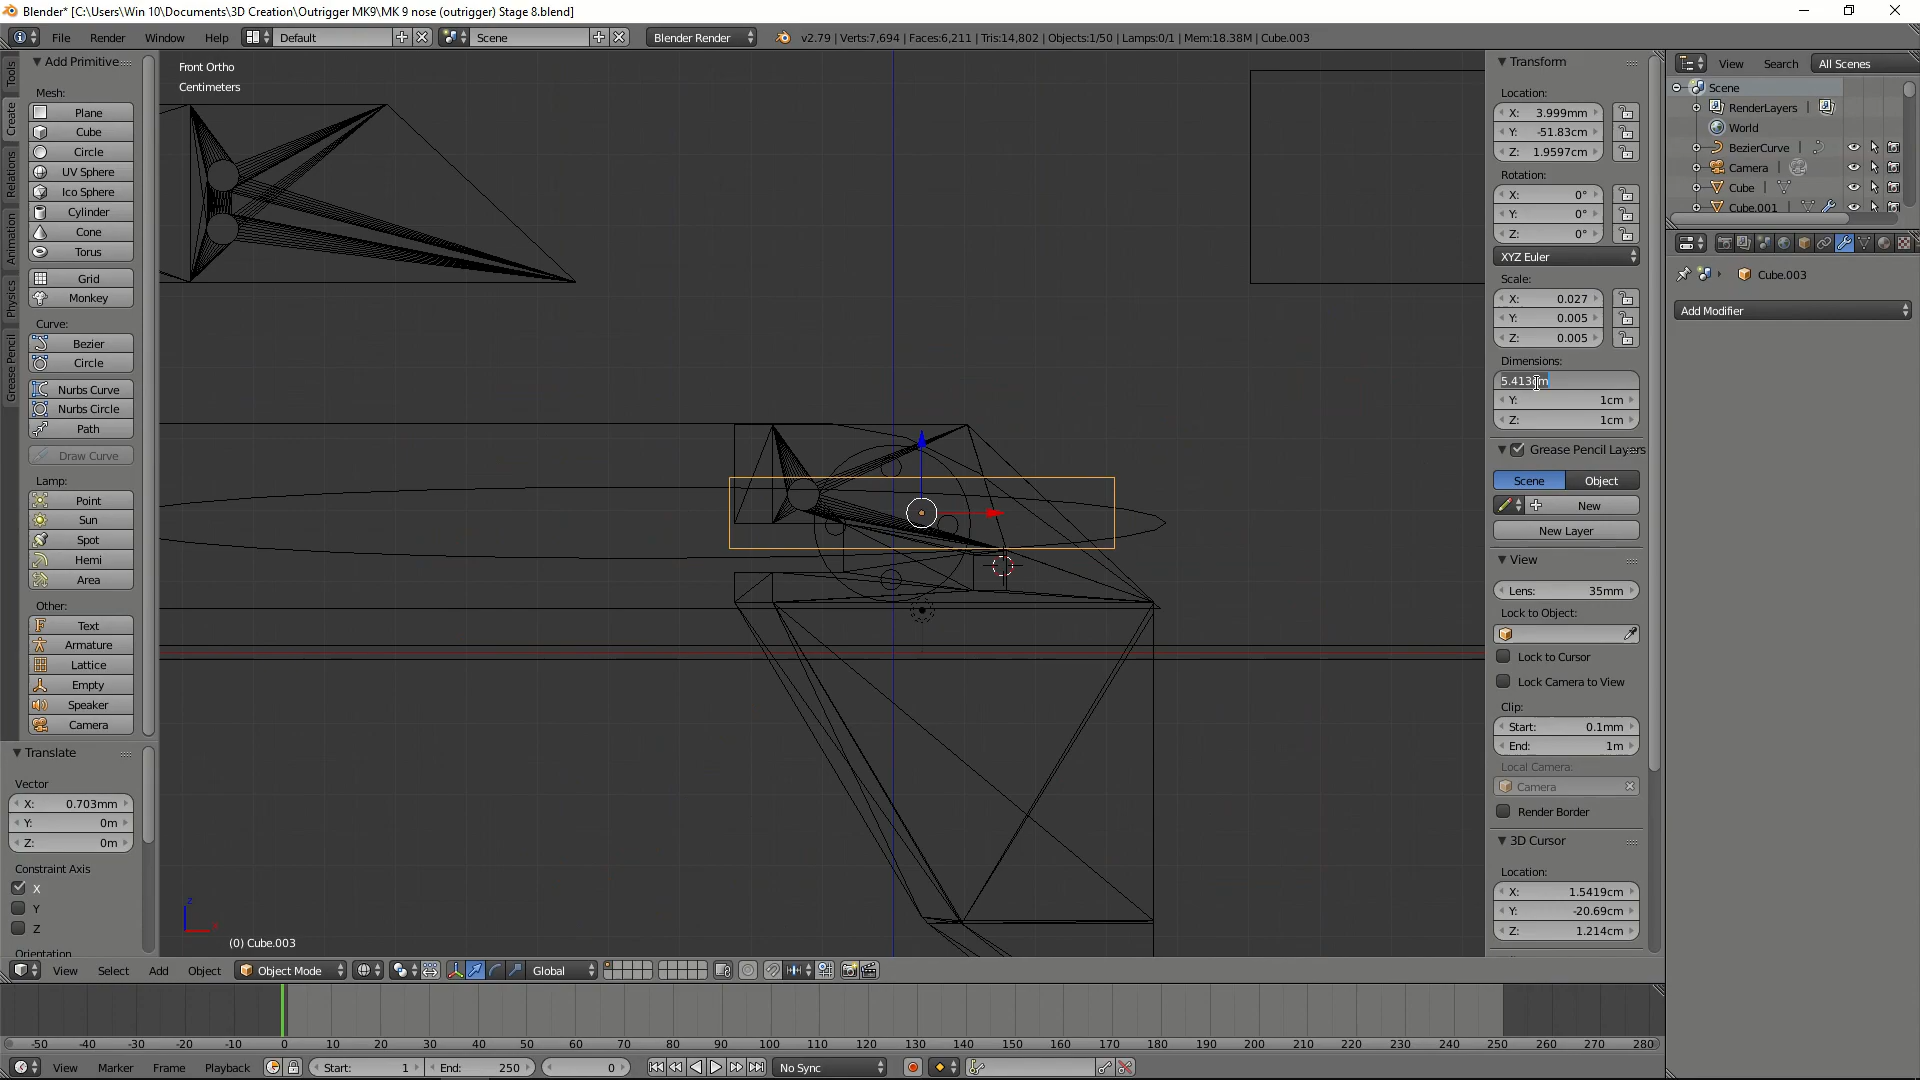 Blender* [C:\Users\Win 10\Documents\3D Creation\Outrigger MK9\MK 9 nose (outrigger) Stage 8.blend]
File Render Window Help Default Scene Blender Render v2.79 | Verts:7,694 | Faces:6,211 | Tris:14,802 | Objects:1/50 | Lamps:0/1 | Mem:18.38M | Cube.003
Tools
Create
Relations
Animation
Physics
Grease Pencil
Add Primitive
Mesh:
Plane
Cube
Circle
UV Sphere
Ico Sphere
Cylinder
Cone
Torus
Grid
Monkey
Curve:
Bezier
Circle
Nurbs Curve
Nurbs Circle
Path
Draw Curve
Lamp:
Point
Sun
Spot
Hemi
Area
Other:
Text
Armature
Lattice
Empty
Speaker
Camera
Translate
Vector
X: 0.703mm
Y: 0m
Z: 0m
Constraint Axis
X
Y
Z
Orientation
Front Ortho
Centimeters
(0) Cube.003
Transform
Location:
X: 3.999mm
Y: -51.83cm
Z: 1.9597cm
Rotation:
X: 0°
Y: 0°
Z: 0°
XYZ Euler
Scale:
X: 0.027
Y: 0.005
Z: 0.005
Dimensions:
5.413cm
Y: 1cm
Z: 1cm
Grease Pencil Layers
Scene Object
New
New Layer
View
Lens: 35mm
Lock to Object:
Lock to Cursor
Lock Camera to View
Clip:
Start: 0.1mm
End: 1m
Local Camera:
Camera
Render Border
3D Cursor
Location:
X: 1.5419cm
Y: -20.69cm
Z: 1.214cm
View Search All Scenes
Scene
RenderLayers
World
BezierCurve
Camera
Cube
Cube.001
Cube.003
Add Modifier
View Select Add Object Object Mode Global
-50 -40 -30 -20 -10 0 10 20 30 40 50 60 70 80 90 100 110 120 130 140 150 160 170 180 190 200 210 220 230 240 250 260 270 280
View Marker Frame Playback Start: 1 End: 250 0 No Sync